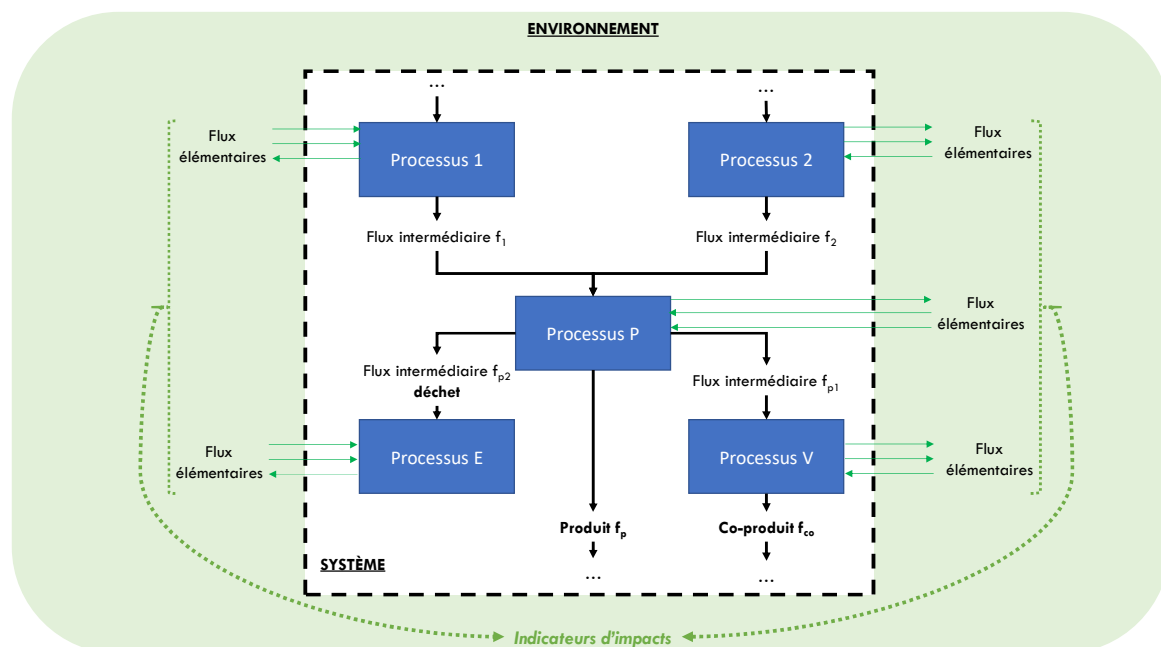 ENVIRONNEMENT
...
...
Flux
élémentaires
Processus 1
Processus 2
Flux
élémentaires
Flux intermédiaire f₁
Flux intermédiaire f₂
Processus P
Flux
élémentaires
Flux intermédiaire fₚ₂
déchet
Flux intermédiaire fₚ₁
Flux
élémentaires
Processus E
Processus V
Flux
élémentaires
Produit fₚ
Co-produit f_co
SYSTÈME
...
...
Indicateurs d'impacts